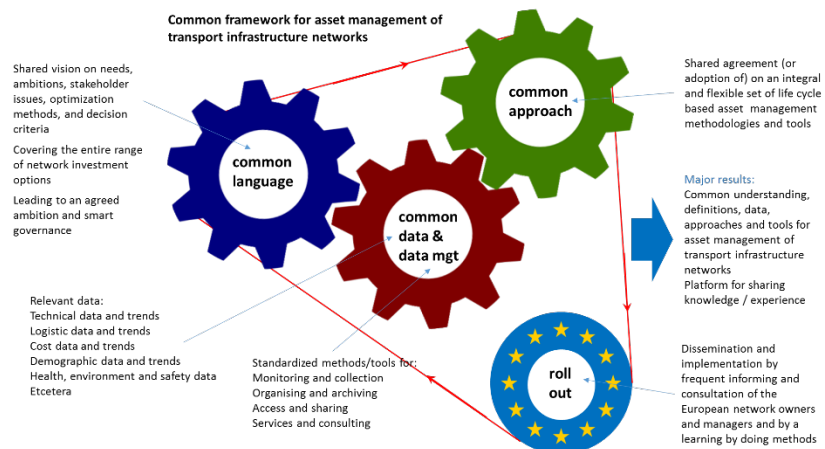 Common framework for asset management of
transport infrastructure networks
Shared vision on needs,
ambitions, stakeholder
issues, optimization
methods, and decision
criteria
Covering the entire range
of network investment
options
Leading to an agreed
ambition and smart
governance
common
language
common
approach
Shared agreement (or
adoption of) on an integral
and flexible set of life cycle
based asset management
methodologies and tools
common
data &
data mgt
Major results:
Common understanding,
definitions, data,
approaches and tools for
asset management of
transport infrastructure
networks
Platform for sharing
knowledge / experience
Relevant data:
Technical data and trends
Logistic data and trends
Cost data and trends
Demographic data and trends
Health, environment and safety data
Etcetera
Standardized methods/tools for:
Monitoring and collection
Organising and archiving
Access and sharing
Services and consulting
roll
out
Dissemination and
implementation by
frequent informing and
consultation of the
European network owners
and managers and by a
learning by doing methods